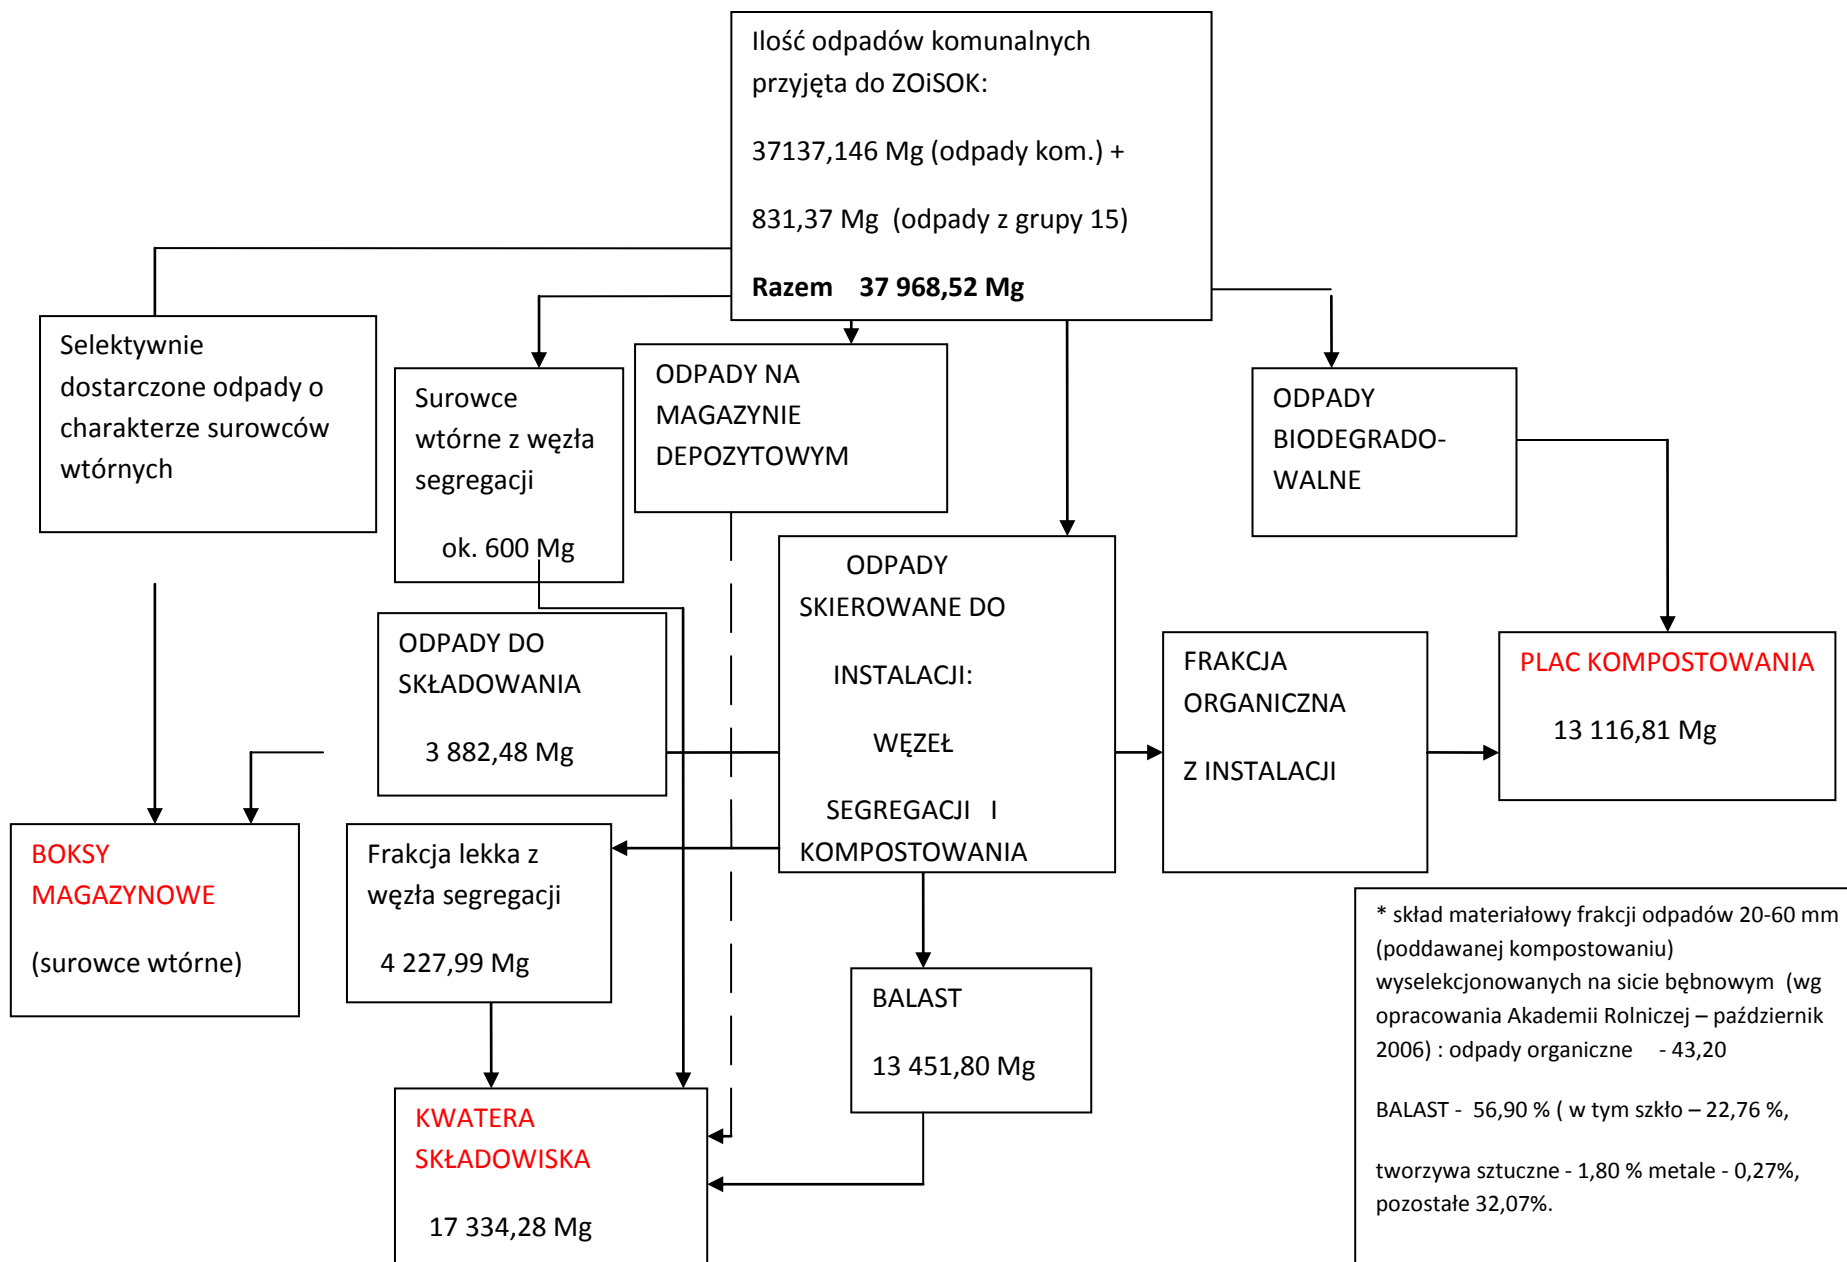 Ilość odpadów komunalnych
przyjęta do ZOiSOK:
37137,146 Mg (odpady kom.) +
831,37 Mg (odpady z grupy 15)
Razem 37 968,52 Mg
Selektywnie
dostarczone odpady o
charakterze surowców
wtórnych
Surowce
wtórne z węzła
segregacji
ok. 600 Mg
ODPADY NA
MAGAZYNIE
DEPOZYTOWYM
ODPADY
BIODEGRADO-
WALNE
ODPADY
SKIEROWANE DO
INSTALACJI:
WĘZEŁ
SEGREGACJI I
KOMPOSTOWANIA
ODPADY DO
SKŁADOWANIA
3 882,48 Mg
FRAKCJA
ORGANICZNA
Z INSTALACJI
PLAC KOMPOSTOWANIA
13 116,81 Mg
BOKSY
MAGAZYNOWE
(surowce wtórne)
Frakcja lekka z
węzła segregacji
4 227,99 Mg
BALAST
13 451,80 Mg
KWATERA
SKŁADOWISKA
17 334,28 Mg
* skład materiałowy frakcji odpadów 20-60 mm
(poddawanej kompostowaniu)
wyselekcjonowanych na sicie bębnowym (wg
opracowania Akademii Rolniczej – październik
2006) : odpady organiczne - 43,20
BALAST - 56,90 % ( w tym szkło – 22,76 %,
tworzywa sztuczne - 1,80 % metale - 0,27%,
pozostałe 32,07%.